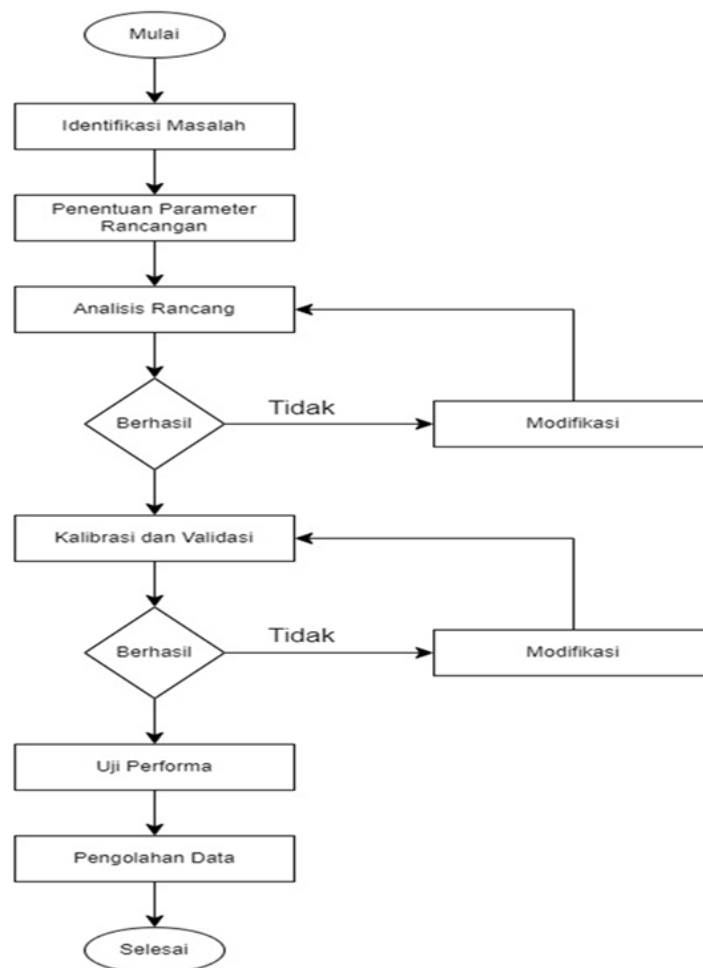 Mulai
Identifikasi Masalah
Penentuan Parameter
Rancangan
Analisis Rancang
Berhasil
Tidak
Modifikasi
Kalibrasi dan Validasi
Berhasil
Tidak
Modifikasi
Uji Performa
Pengolahan Data
Selesai